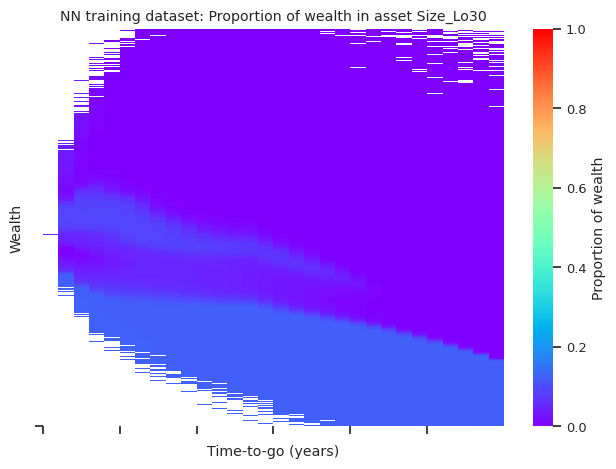 NN training dataset: Proportion of wealth in asset Size_Lo30
Wealth
Time-to-go (years)
1.0
0.8
0.6
0.4
0.2
0.0
Proportion of wealth